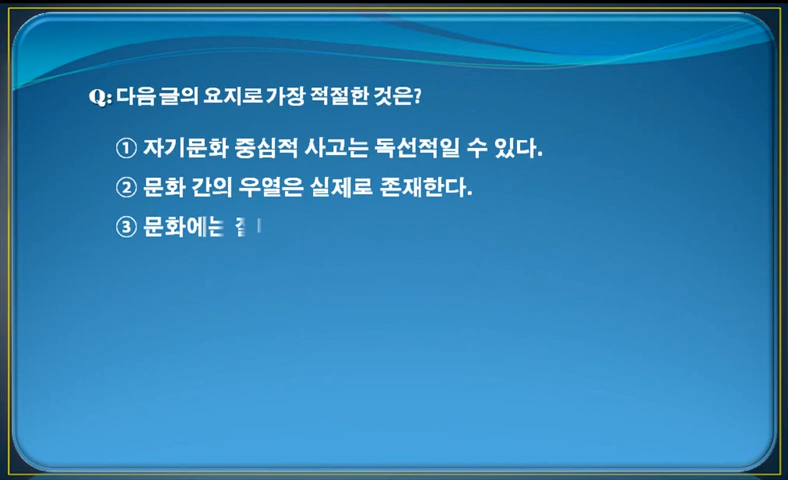 Q: 다음 글의 요지로 가장 적절한 것은?
① 자기문화 중심적 사고는 독선적일 수 있다.
② 문화 간의 우열은 실제로 존재한다.
③ 문화에는